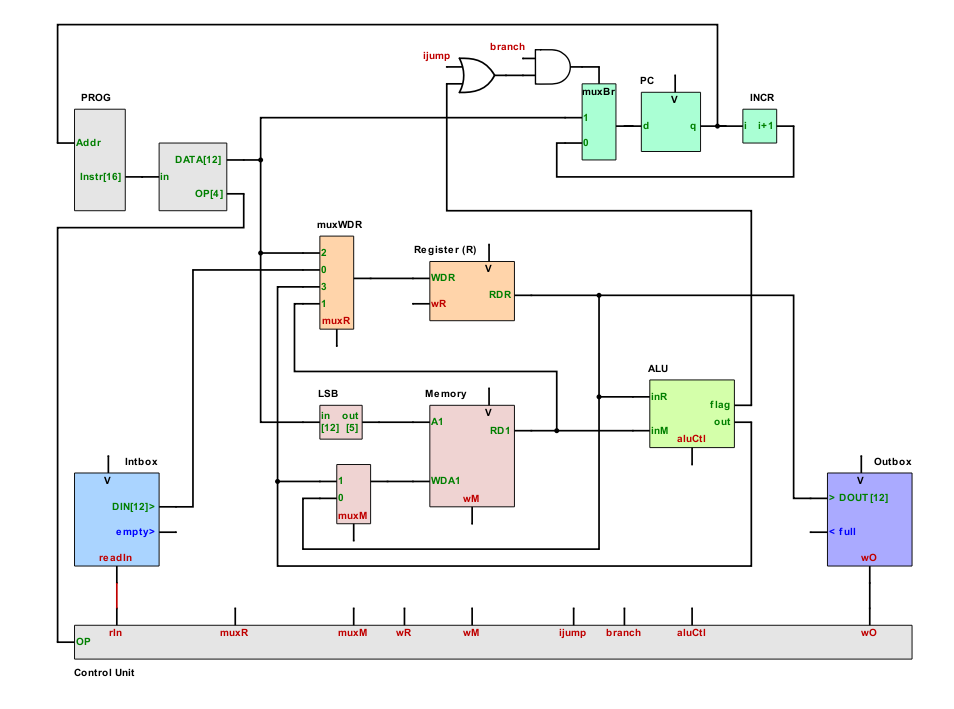 branch
ijump
PC
muxBr
V
PROG
INCR
1
d
q
i
i+1
Addr
0
DATA[12]
Instr[16]
in
OP[4]
muxWDR
Register (R)
2
V
0
WDR
3
RDR
1
wR
muxR
ALU
LSB
Memory
inR
V
flag
in
out
A1
out
[12]
[5]
RD1
inM
aluCtl
Intbox
Outbox
V
1
WDA1
V
0
wM
> DOUT[12]
DIN[12]>
muxM
empty>
< full
readIn
wO
rIn
muxR
muxM
wR
wM
ijump
branch
aluCtl
wO
OP
Control Unit